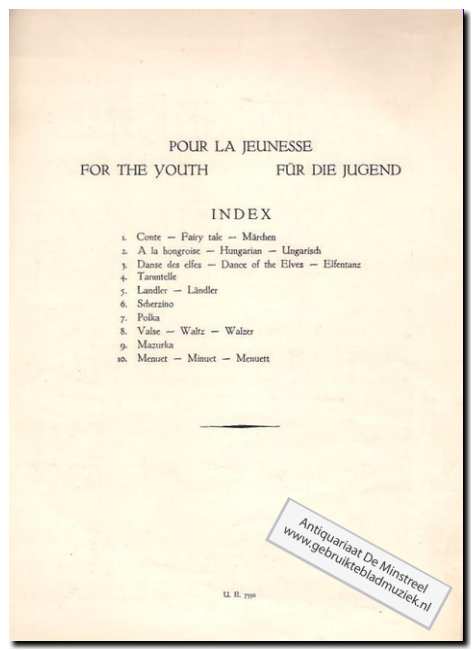 POUR LA JEUNESSE
FOR THE YOUTH FÜR DIE JUGEND
INDEX
1. Conte — Fairy tale — Märchen
2. A la hongroise — Hungarian — Ungarisch
3. Danse des elfes — Dance of the Elves — Elfentanz
4. Tarantelle
5. Landler — Ländler
6. Scherzino
7. Polka
8. Valse — Waltz — Walzer
9. Mazurka
10. Menuet — Minuet — Menuett
Antiquariaat De Minstreel
www.gebruiktebladmuziek.nl